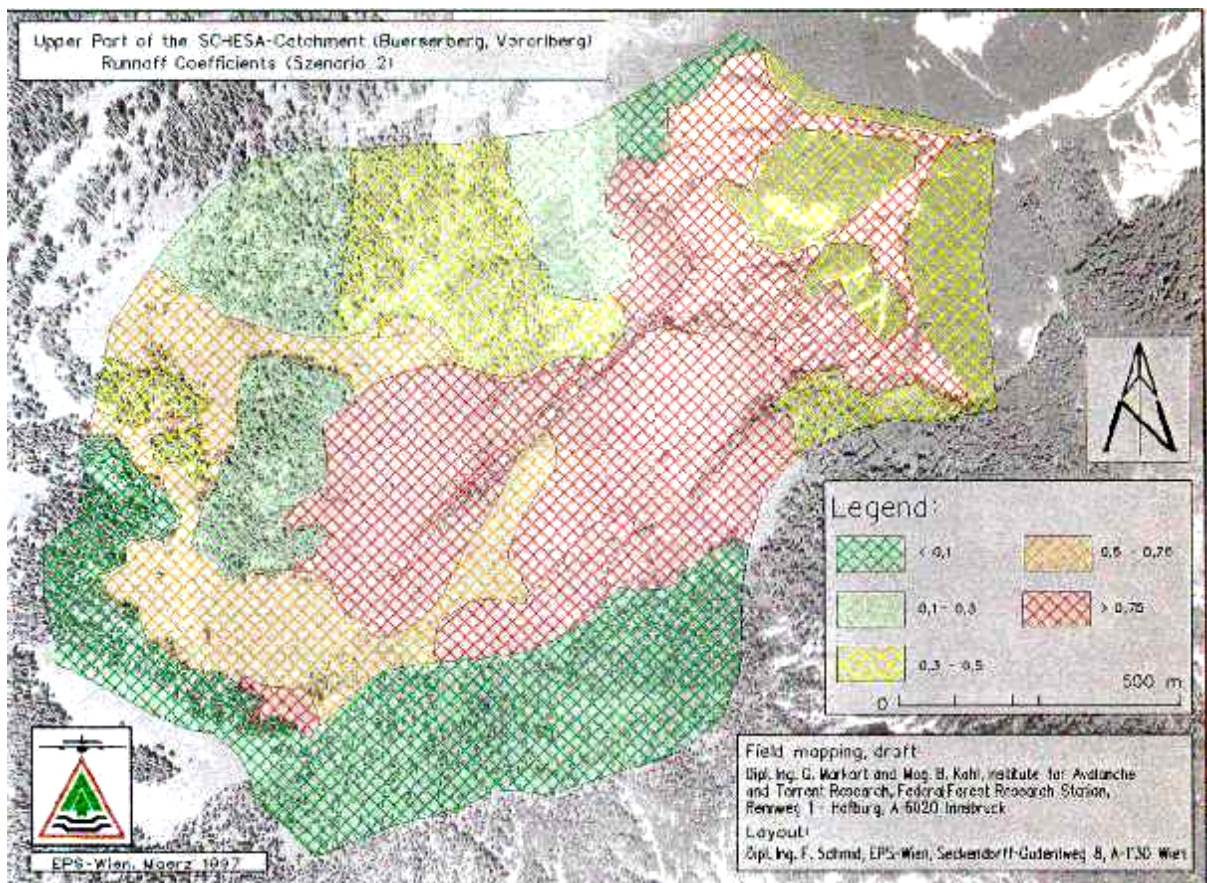 Upper Part of the SCHESA-Catchment (Buerserberg, Vorarlberg)
Runnoff Coefficients (Szenario 2)
Legend:
< 0,1
0,1 - 0,3
0,3 - 0,5
0,5 - 0,75
> 0,75
0 500 m
Field mapping, draft
Dipl. Ing. G. Markart and Mag. B. Kohl, Institute for Avalanche
and Torrent Research, Federal Forest Research Station,
Rennweg 1 - Hofburg, A 6020 Innsbruck
Layout:
Dipl. Ing. F. Schmid, EPS-Wien, Seckendorff-Gudentweg 8, Wien
EPS-Wien, Maerz 1997